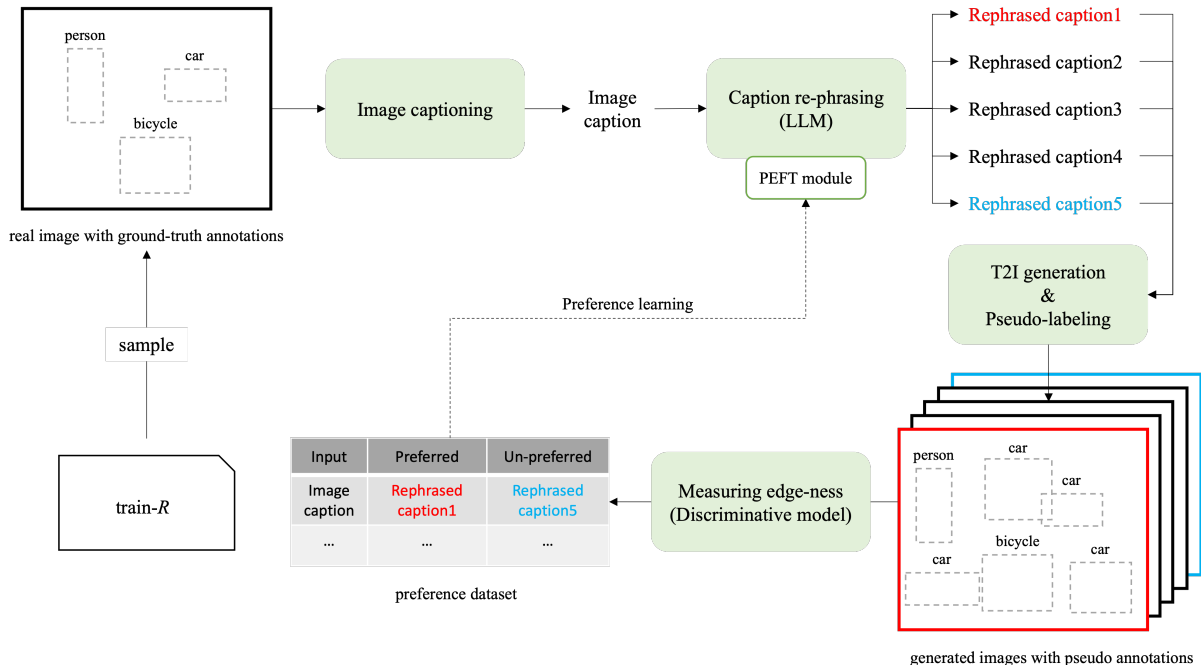 person
car
bicycle
real image with ground-truth annotations
sample
train-R
Image captioning
Image
caption
Caption re-phrasing
(LLM)
PEFT module
Rephrased caption1
Rephrased caption2
Rephrased caption3
Rephrased caption4
Rephrased caption5
T2I generation
&
Pseudo-labeling
Preference learning
Input Preferred Un-preferred
Image caption Rephrased caption1 Rephrased caption5
... ... ...
preference dataset
Measuring edge-ness
(Discriminative model)
person
car
car
bicycle
car
car
generated images with pseudo annotations